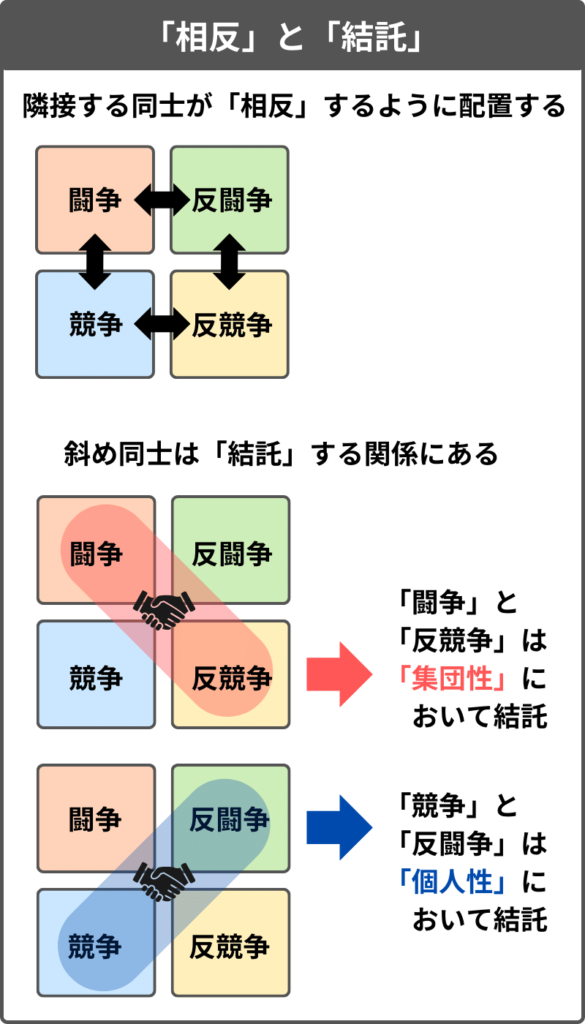 「相反」と「結託」
隣接する同士が「相反」するように配置する
闘争
反闘争
競争
反競争
斜め同士は「結託」する関係にある
闘争
反闘争
競争
反競争
「闘争」と
「反競争」は
「集団性」に
おいて結託
闘争
反闘争
競争
反競争
「競争」と
「反闘争」は
「個人性」に
おいて結託